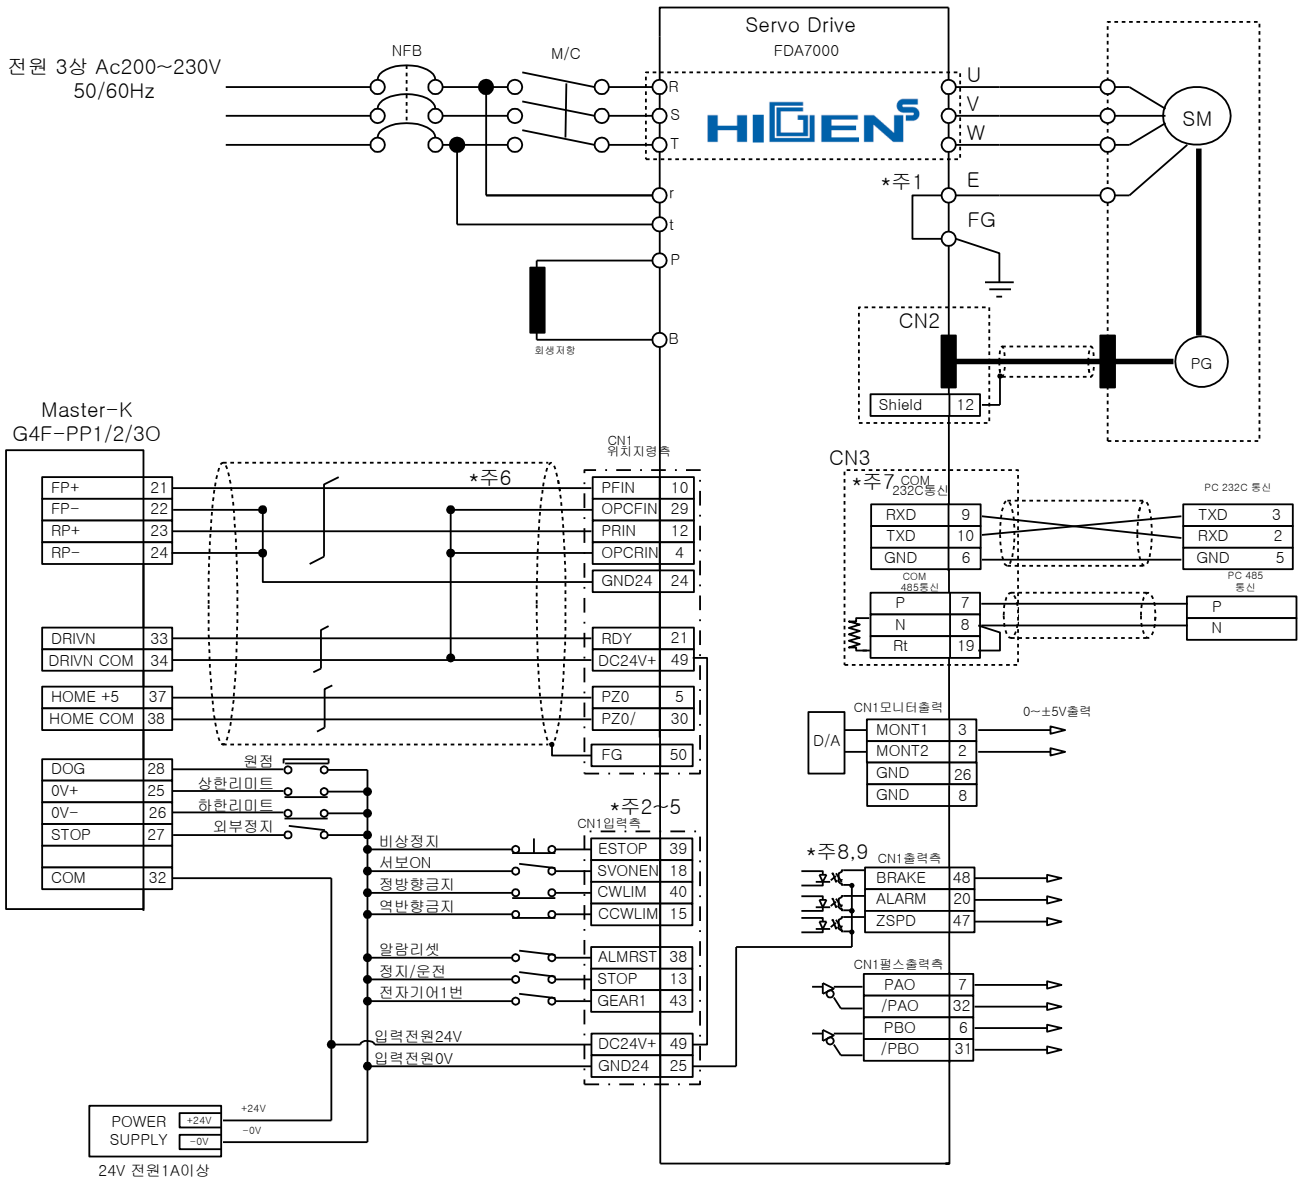 Servo Drive
FDA7000
전원 3상 Ac200~230V
50/60Hz
NFB
M/C
R
S
T
HIGEN S
U
V
W
SM
*주1
E
FG
r
t
P
B
회생저항
CN2
Shield 12
PG
Master-K
G4F-PP1/2/3O
FP+ 21
FP- 22
RP+ 23
RP- 24
DRIVN 33
DRIVN COM 34
HOME +5 37
HOME COM 38
DOG 28
0V+ 25
0V- 26
STOP 27
COM 32
원점
상한리미트
하한리미트
외부정지
*주6
CN1
위치지령측
PFIN 10
OPCFIN 29
PRIN 12
OPCRIN 4
GND24 24
RDY 21
DC24V+ 49
PZ0 5
PZ0/ 30
FG 50
*주2~5
CN1입력측
비상정지
서보ON
정방향금지
역반향금지
알람리셋
정지/운전
전자기어1번
입력전원24V
입력전원0V
ESTOP 39
SVONEN 18
CWLIM 40
CCWLIM 15
ALMRST 38
STOP 13
GEAR1 43
DC24V+ 49
GND24 25
POWER
SUPPLY
+24V
-0V
+24V
-0V
24V 전원1A이상
CN3
*주7
COM
232C통신
RXD 9
TXD 10
GND 6
PC 232C 통신
TXD 3
RXD 2
GND 5
COM
485통신
P 7
N 8
Rt 19
PC 485
통신
P
N
CN1모니터출력
0~±5V출력
D/A
MONT1 3
MONT2 2
GND 26
GND 8
*주8,9
CN1출력측
BRAKE 48
ALARM 20
ZSPD 47
CN1펄스출력측
PAO 7
/PAO 32
PBO 6
/PBO 31